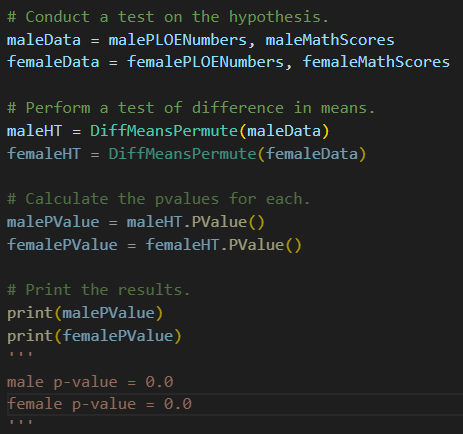 # Conduct a test on the hypothesis.
maleData = malePLOENumbers, maleMathScores
femaleData = femalePLOENumbers, femaleMathScores
# Perform a test of difference in means.
maleHT = DiffMeansPermute(maleData)
femaleHT = DiffMeansPermute(femaleData)
# Calculate the pvalues for each.
malePValue = maleHT.PValue()
femalePValue = femaleHT.PValue()
# Print the results.
print(malePValue)
print(femalePValue)
'''
male p-value = 0.0
female p-value = 0.0
'''